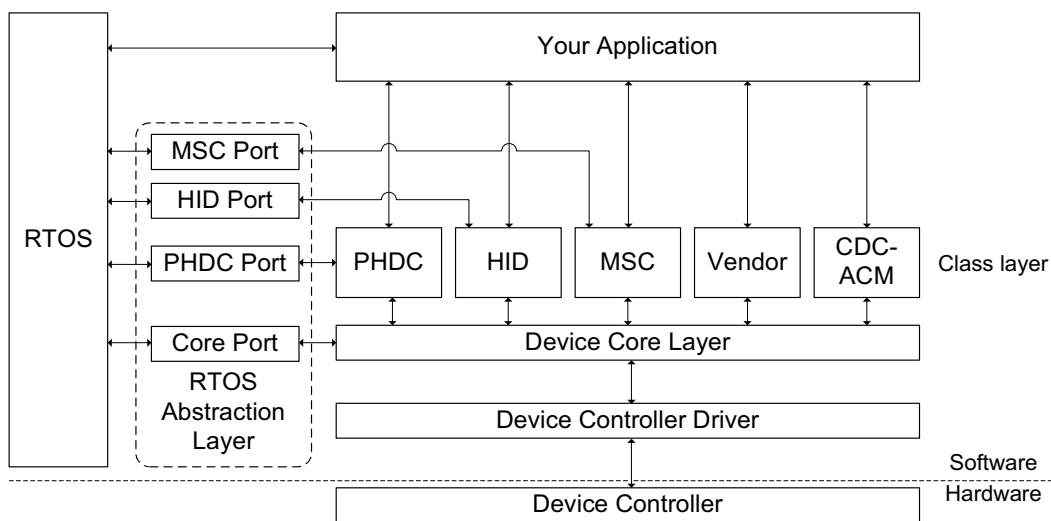 Your Application
MSC Port
HID Port
RTOS
PHDC Port
PHDC
HID
MSC
Vendor
CDC-
ACM
Class layer
Core Port
Device Core Layer
RTOS
Abstraction
Layer
Device Controller Driver
Software
Hardware
Device Controller